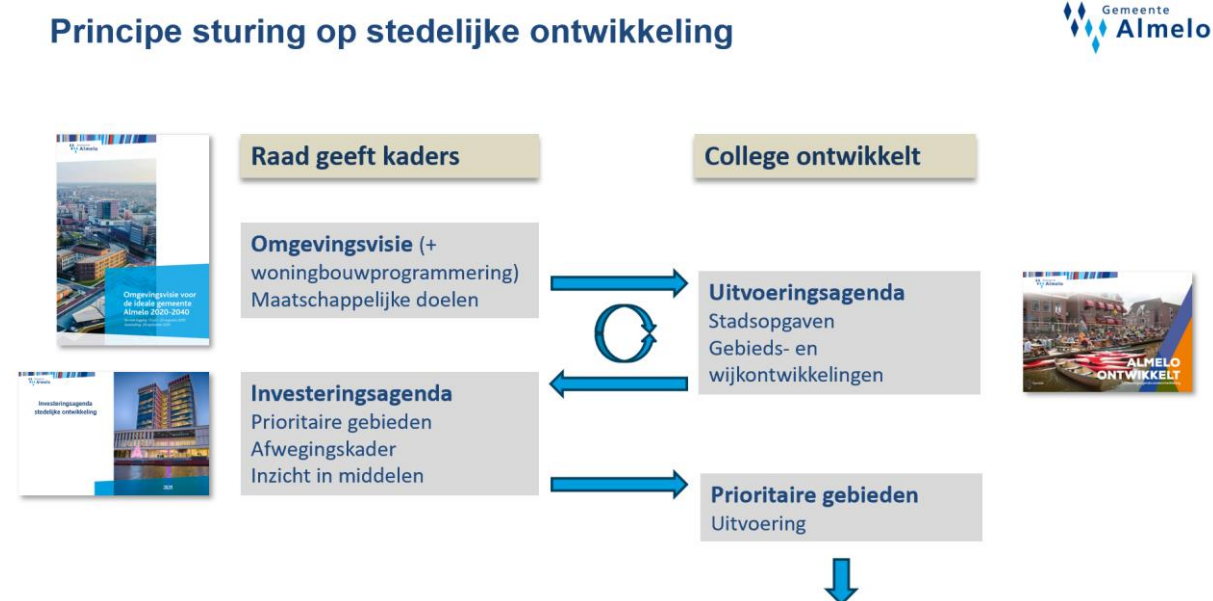 Principe sturing op stedelijke ontwikkeling
Gemeente
Almelo
Raad geeft kaders
College ontwikkelt
Omgevingsvisie (+
woningbouwprogrammering)
Maatschappelijke doelen
Omgevingsvisie voor
de ideale gemeente
Almelo 2020-2040
Uitvoeringsagenda
Stadsopgaven
Gebieds- en
wijkontwikkelingen
ALMELO
ONTWIKKELT
Investeringsagenda
stedelijke ontwikkeling
Investeringsagenda
Prioritaire gebieden
Afwegingskader
Inzicht in middelen
Prioritaire gebieden
Uitvoering